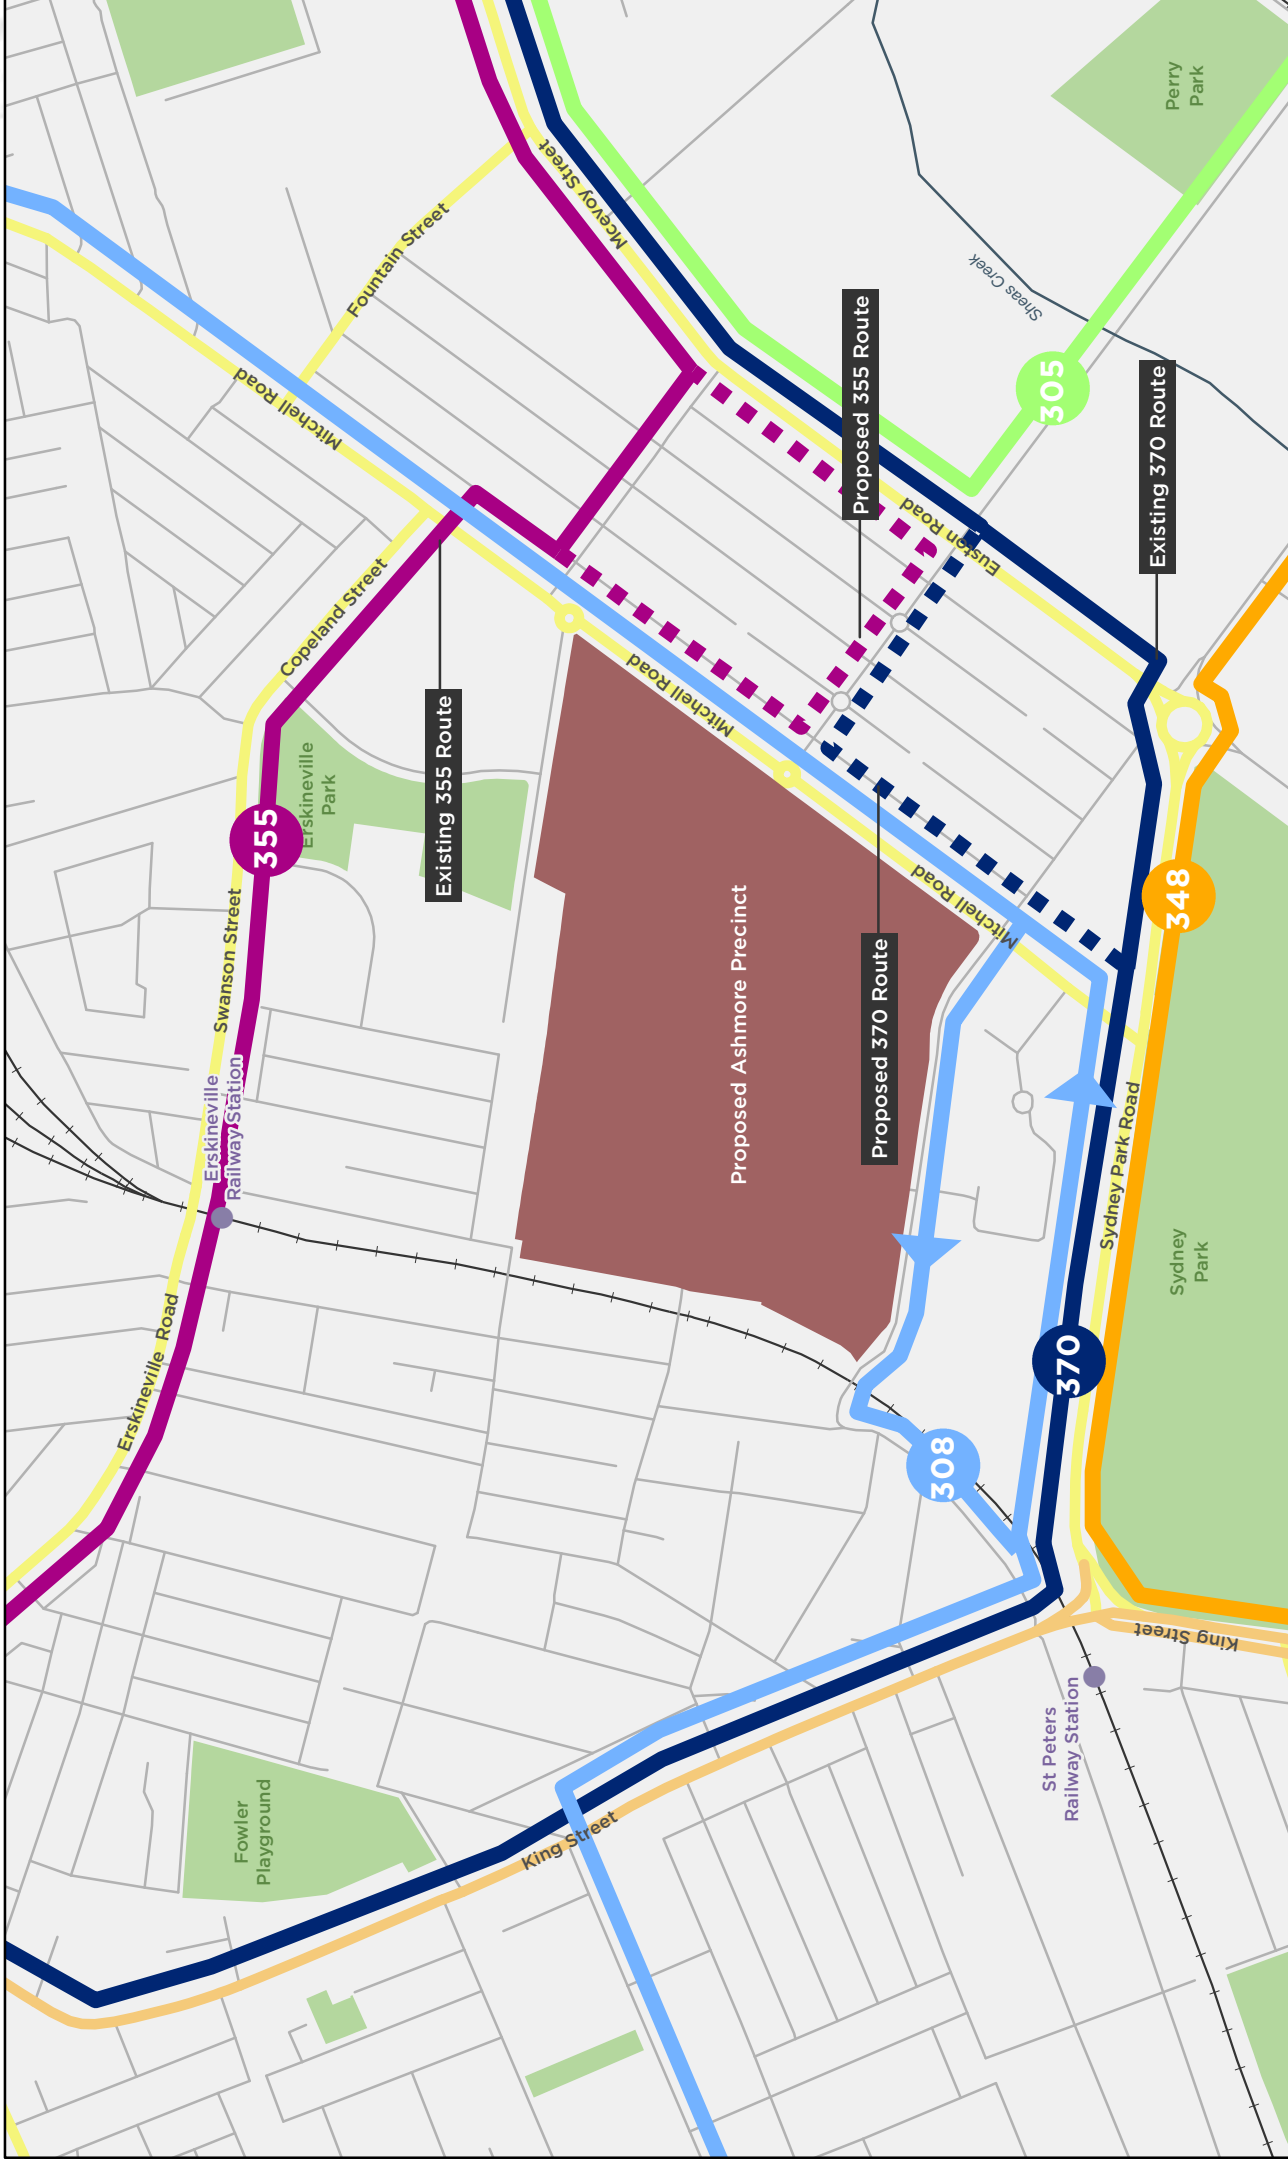 Perry
Park
Mcevoy Street
Fountain Street
Sheas Creek
Mitchell Road
Proposed 355 Route
305
Existing 370 Route
Euston Road
Copeland Street
Mitchell Road
Existing 355 Route
Erskineville
Park
355
Swanson Street
Mitchell Road
348
Proposed Ashmore Precinct
Proposed 370 Route
Erskineville
Railway Station
Sydney Park Road
Sydney
Park
Erskineville Road
370
308
King Street
St Peters
Railway Station
Fowler
Playground
King Street